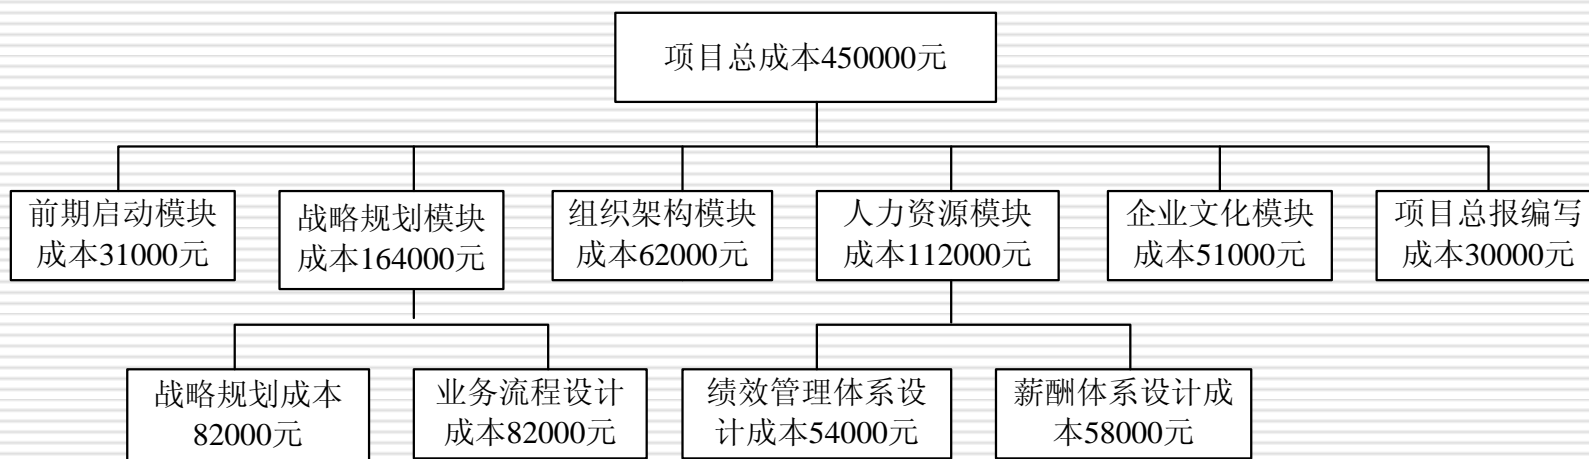 项目总成本450000元
前期启动模块
成本31000元
战略规划模块
成本164000元
组织架构模块
成本62000元
人力资源模块
成本112000元
企业文化模块
成本51000元
项目总报编写
成本30000元
战略规划成本
82000元
业务流程设计
成本82000元
绩效管理体系设
计成本54000元
薪酬体系设计成
本58000元